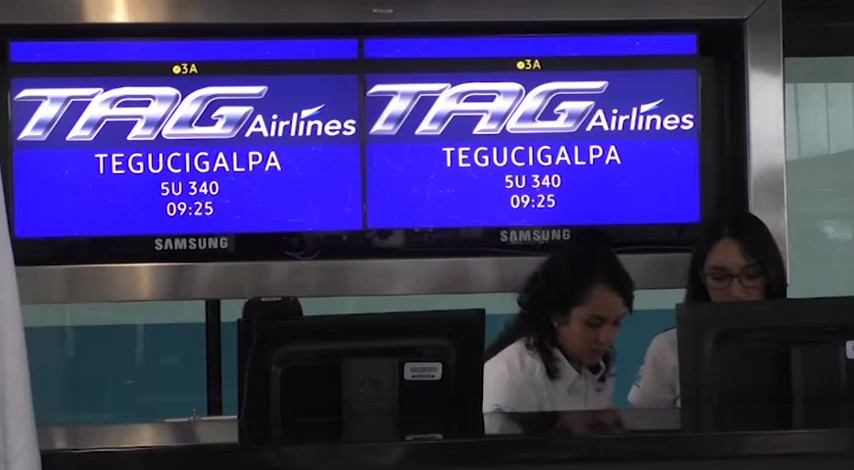 3A
TAG Airlines
TEGUCIGALPA
5U 340
09:25
SAMSUNG
3A
TAG Airlines
TEGUCIGALPA
5U 340
09:25
SAMSUNG